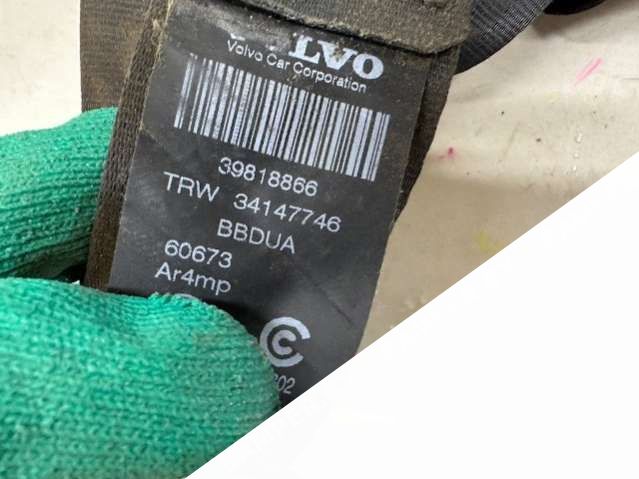 LVO
Volvo Car Corporation
39818866
TRW 34147746
BBDUA
60673
Ar4mp